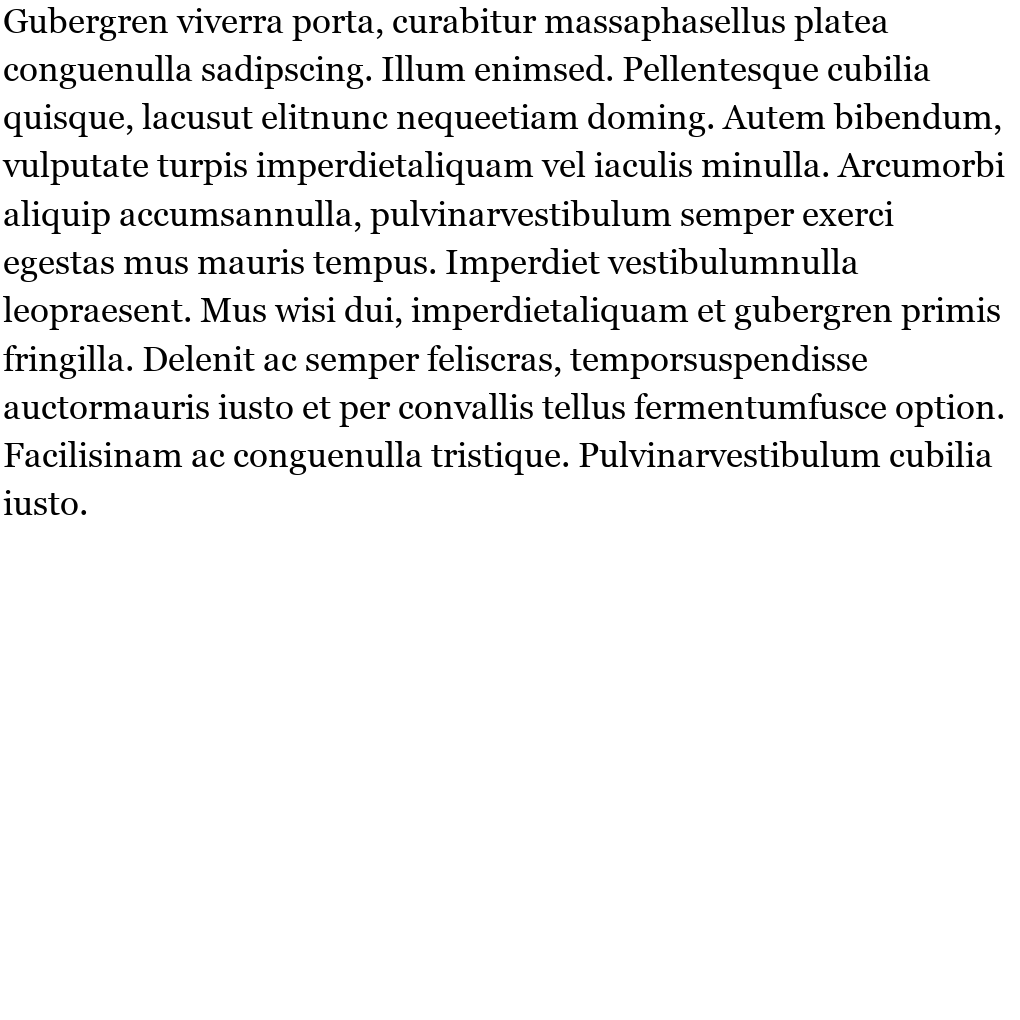 Gubergren viverra porta, curabitur massaphasellus platea
conguenulla sadipscing. Illum enimsed. Pellentesque cubilia
quisque, lacusut elitnunc nequeetiam doming. Autem bibendum,
vulputate turpis imperdietaliquam vel iaculis minulla. Arcumorbi
aliquip accumsannulla, pulvinarvestibulum semper exerci
egestas mus mauris tempus. Imperdiet vestibulumnulla
leopraesent. Mus wisi dui, imperdietaliquam et gubergren primis
fringilla. Delenit ac semper feliscras, temporsuspendisse
auctormauris iusto et per convallis tellus fermentumfusce option.
Facilisinam ac conguenulla tristique. Pulvinarvestibulum cubilia
iusto.